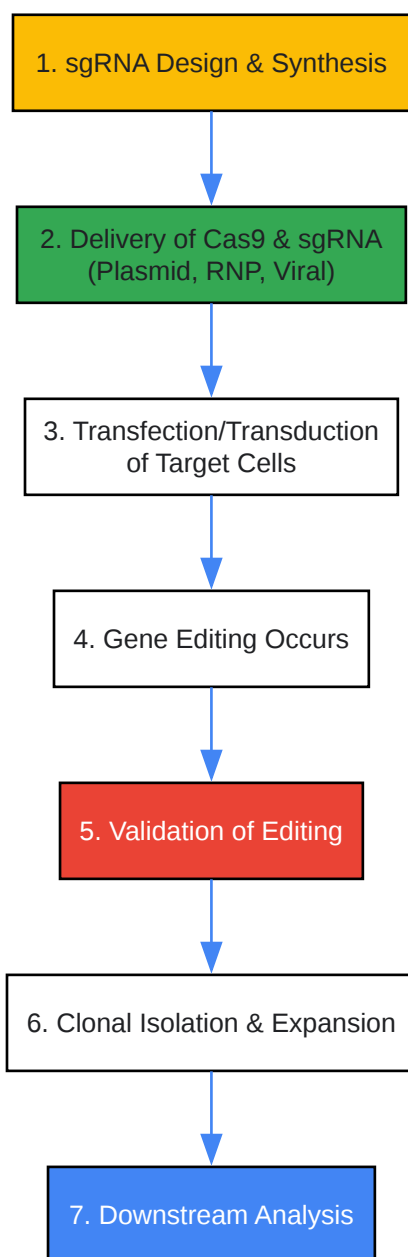 1. sgRNA Design & Synthesis
2. Delivery of Cas9 & sgRNA
(Plasmid, RNP, Viral)
3. Transfection/Transduction
of Target Cells
4. Gene Editing Occurs
5. Validation of Editing
6. Clonal Isolation & Expansion
7. Downstream Analysis